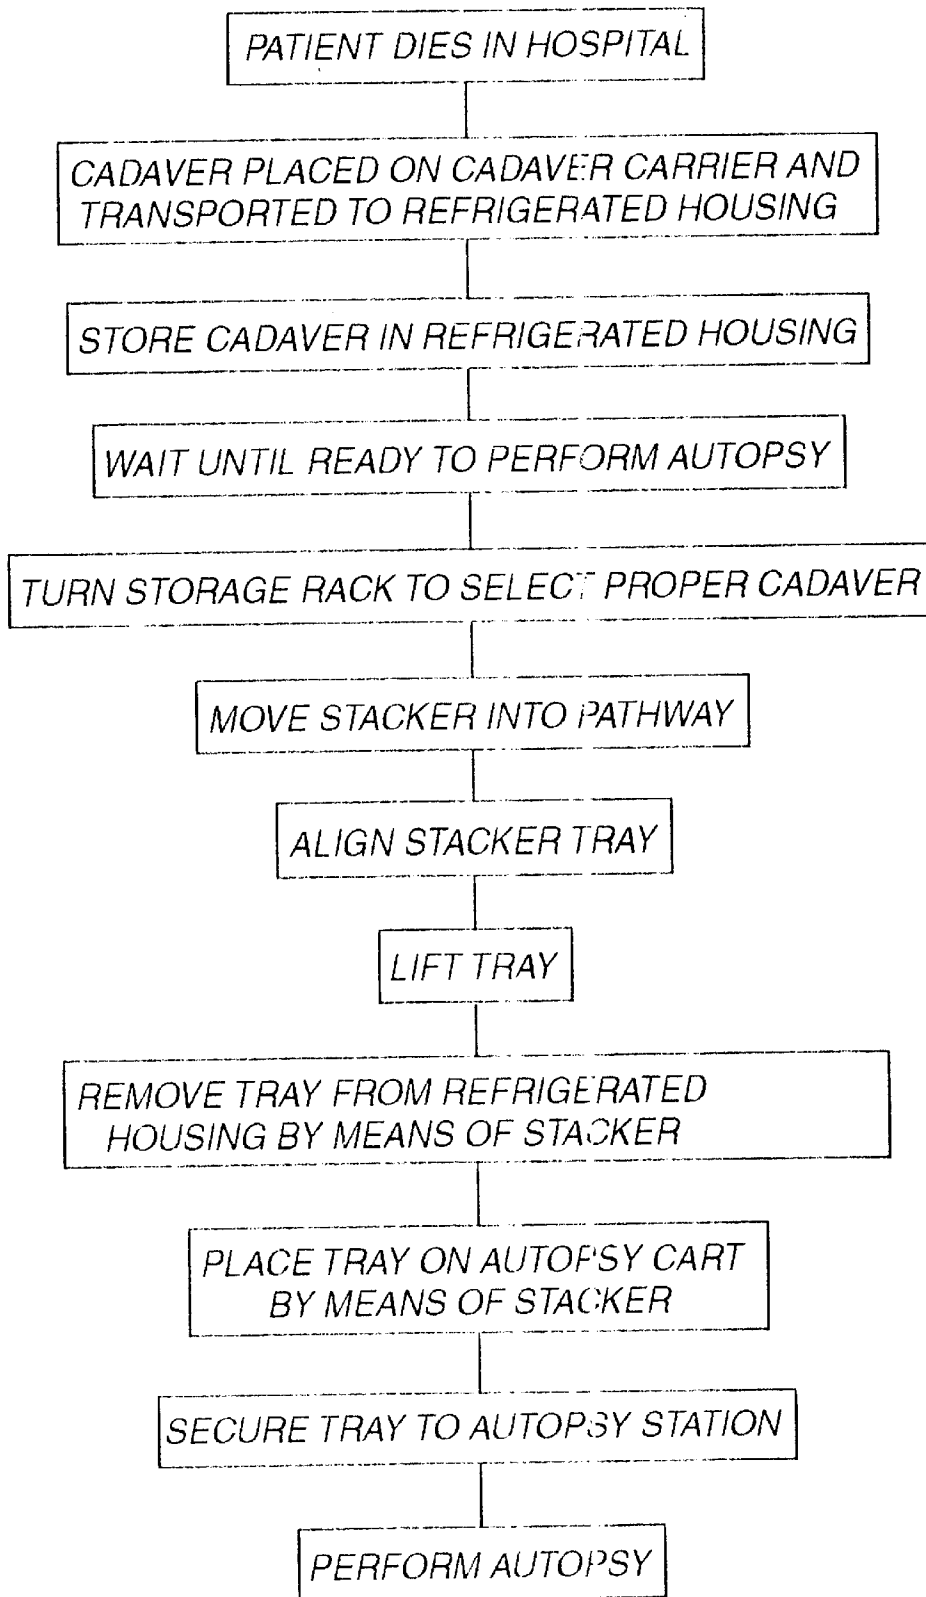 PATIENT DIES IN HOSPITAL
CADAVER PLACED ON CADAVER CARRIER AND
TRANSPORTED TO REFRIGERATED HOUSING
STORE CADAVER IN REFRIGERATED HOUSING
WAIT UNTIL READY TO PERFORM AUTOPSY
TURN STORAGE RACK TO SELECT PROPER CADAVER
MOVE STACKER INTO PATHWAY
ALIGN STACKER TRAY
LIFT TRAY
REMOVE TRAY FROM REFRIGERATED
HOUSING BY MEANS OF STACKER
PLACE TRAY ON AUTOPSY CART
BY MEANS OF STACKER
SECURE TRAY TO AUTOPSY STATION
PERFORM AUTOPSY